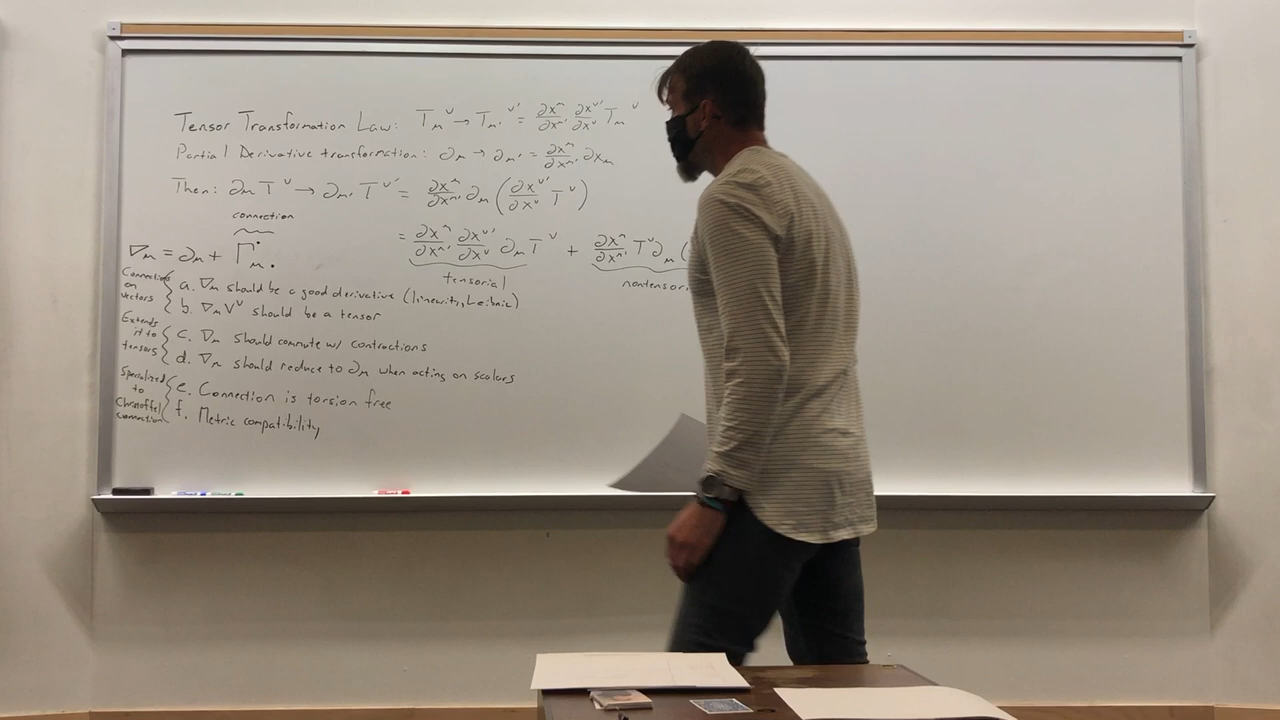 Tensor Transformation Law: T_μ^ν → T_μ'^ν' = ∂x^μ/∂x^μ' ∂x^ν'/∂x^ν T_μ^ν
Partial Derivative transformation: ∂_μ → ∂_μ' = ∂x^μ/∂x^μ' ∂x_μ
Then: ∂_μ T^ν → ∂_μ' T^ν' = ∂x^μ/∂x^μ' ∂_μ (∂x^ν'/∂x^ν T^ν)
= ∂x^μ/∂x^μ' ∂x^ν'/∂x^ν ∂_μ T^ν + ∂x^μ/∂x^μ' T^ν ∂_μ (
tensorial
nontensori
connection
∇_μ = ∂_μ + Γ_μ^·.
Connections on vectors
a. ∇_μ should be a good derivative (linearity, Leibniz)
b. ∇_μ V^ν should be a tensor
Extends it to tensors
c. ∇_μ should commute w/ contractions
d. ∇_μ should reduce to ∂_μ when acting on scalars
Specialized to Christoffel connection
e. Connection is torsion free
f. Metric compatibility